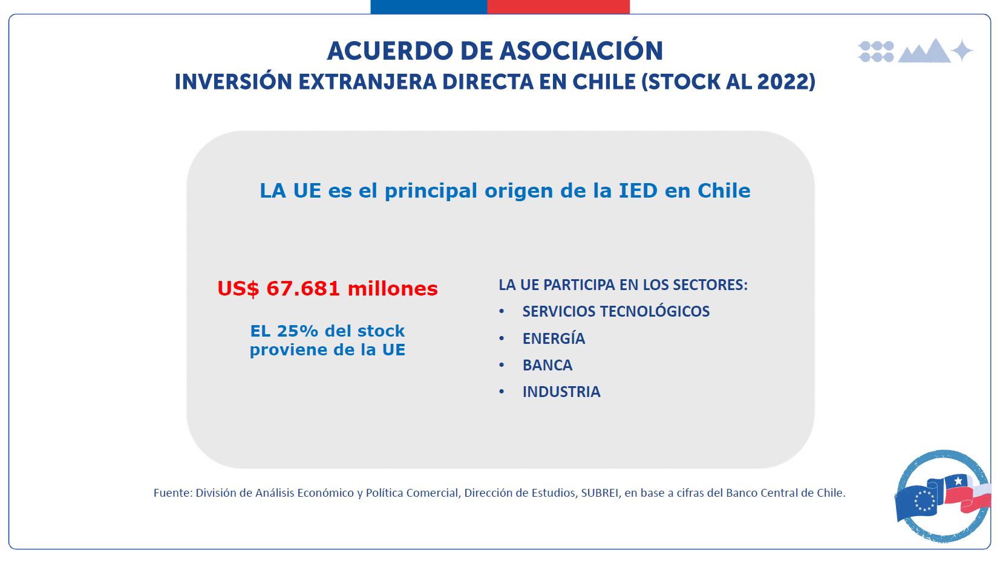 ACUERDO DE ASOCIACIÓN
INVERSIÓN EXTRANJERA DIRECTA EN CHILE (STOCK AL 2022)
LA UE es el principal origen de la IED en Chile
US$ 67.681 millones
EL 25% del stock
proviene de la UE
LA UE PARTICIPA EN LOS SECTORES:
• SERVICIOS TECNOLÓGICOS
• ENERGÍA
• BANCA
• INDUSTRIA
Fuente: División de Análisis Económico y Política Comercial, Dirección de Estudios, SUBREI, en base a cifras del Banco Central de Chile.